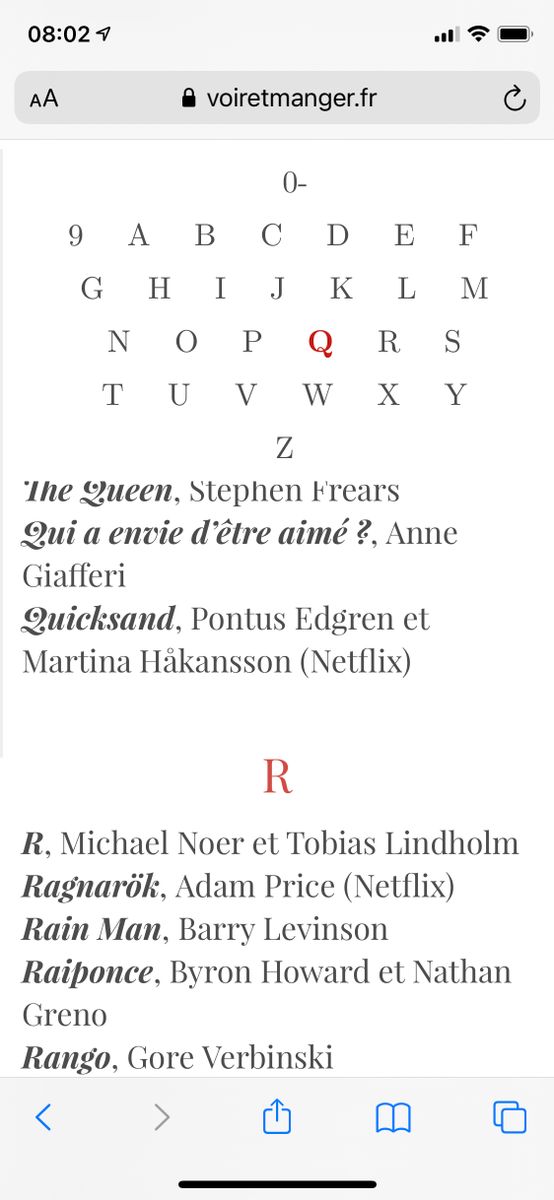 08:02
AA voiretmanger.fr
0-
9 A B C D E F
G H I J K L M
N O P Q R S
T U V W X Y
Z
The Queen, Stephen Frears
Qui a envie d’être aimé ?, Anne
Giafferi
Quicksand, Pontus Edgren et
Martina Håkansson (Netflix)
R
R, Michael Noer et Tobias Lindholm
Ragnarök, Adam Price (Netflix)
Rain Man, Barry Levinson
Raiponce, Byron Howard et Nathan
Greno
Rango, Gore Verbinski